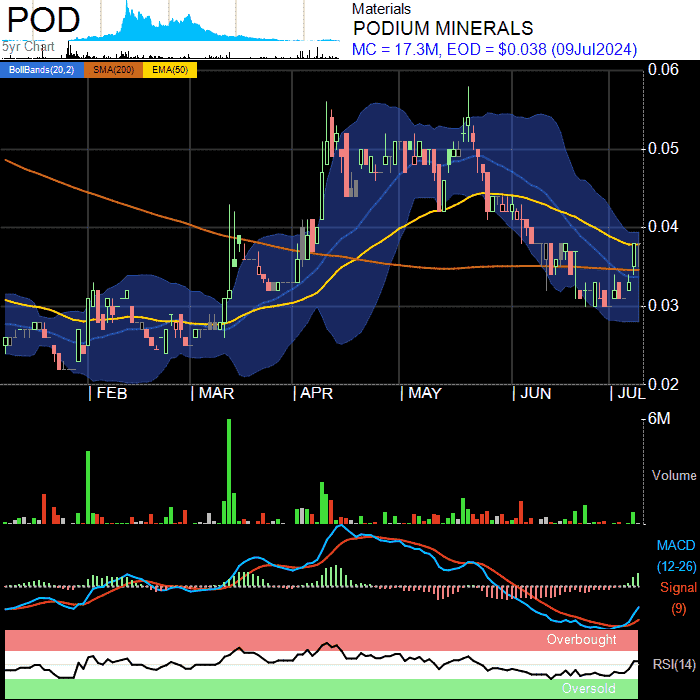 POD
5yr Chart
Materials
PODIUM MINERALS
MC = 17.3M, EOD = $0.038 (09Jul2024)
BollBands(20,2) SMA(200) EMA(50)
0.06
0.05
0.04
0.03
0.02
| FEB | MAR | APR | MAY | JUN | JUL
6M
Volume
MACD
(12-26)
Signal
(9)
Overbought
RSI(14)
Oversold